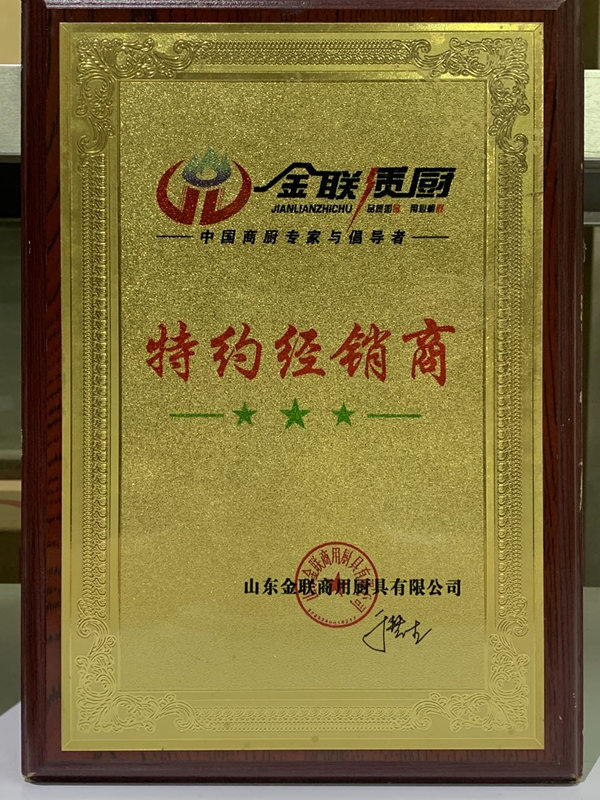 金联质厨
JIANLIANZHICHU
中国商厨专家与倡导者
特约经销商
山东金联商用厨具有限公司